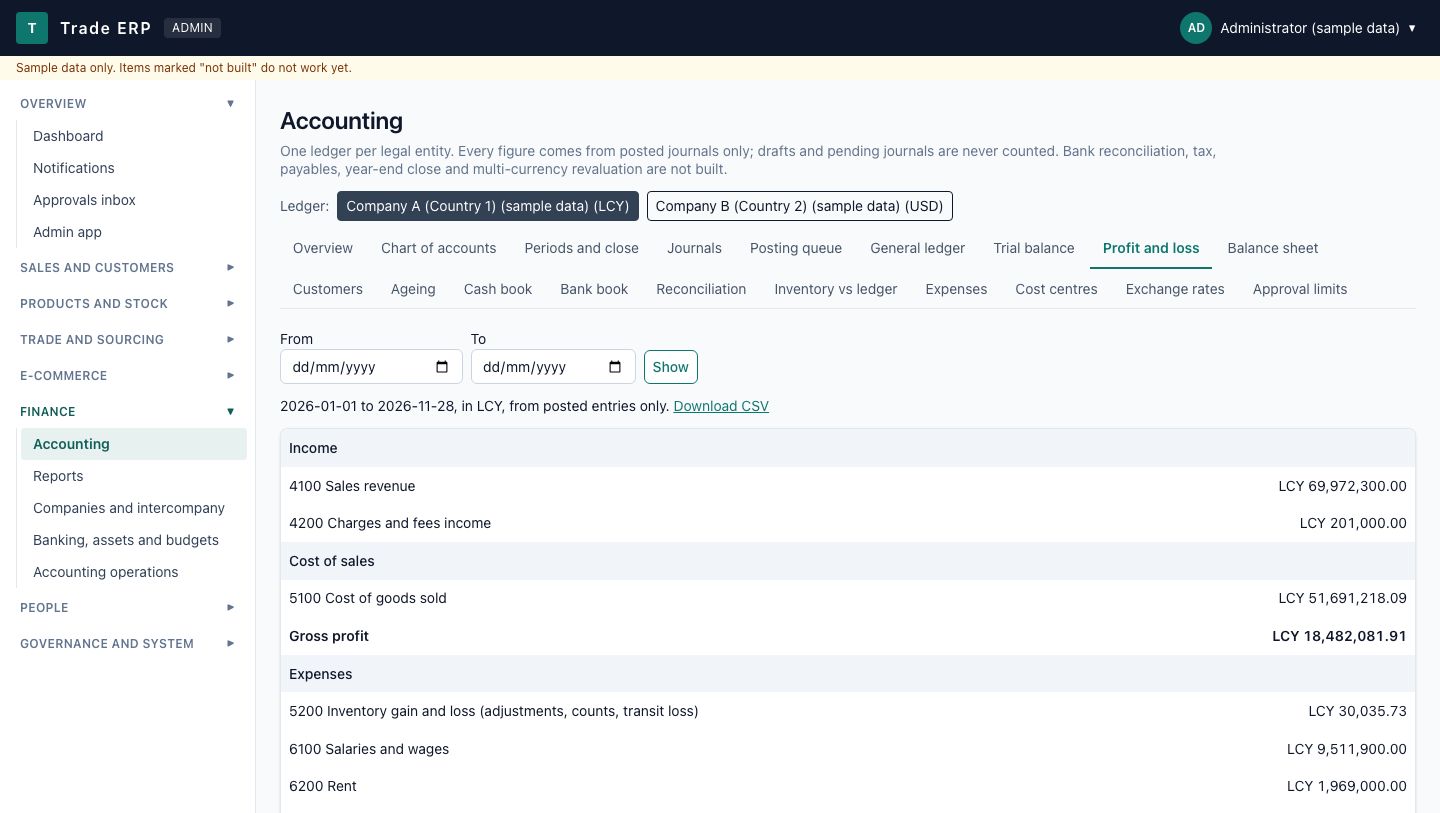 T Trade ERP ADMIN AD Administrator (sample data) ▼
Sample data only. Items marked "not built" do not work yet.
OVERVIEW ▼
Dashboard
Notifications
Approvals inbox
Admin app
SALES AND CUSTOMERS ►
PRODUCTS AND STOCK ►
TRADE AND SOURCING ►
E-COMMERCE ►
FINANCE ▼
Accounting
Reports
Companies and intercompany
Banking, assets and budgets
Accounting operations
PEOPLE ►
GOVERNANCE AND SYSTEM ►
Accounting
One ledger per legal entity. Every figure comes from posted journals only; drafts and pending journals are never counted. Bank reconciliation, tax,
payables, year-end close and multi-currency revaluation are not built.
Ledger: Company A (Country 1) (sample data) (LCY) Company B (Country 2) (sample data) (USD)
Overview Chart of accounts Periods and close Journals Posting queue General ledger Trial balance Profit and loss Balance sheet
Customers Ageing Cash book Bank book Reconciliation Inventory vs ledger Expenses Cost centres Exchange rates Approval limits
From To
dd/mm/yyyy dd/mm/yyyy Show
2026-01-01 to 2026-11-28, in LCY, from posted entries only. Download CSV
Income
4100 Sales revenue LCY 69,972,300.00
4200 Charges and fees income LCY 201,000.00
Cost of sales
5100 Cost of goods sold LCY 51,691,218.09
Gross profit LCY 18,482,081.91
Expenses
5200 Inventory gain and loss (adjustments, counts, transit loss) LCY 30,035.73
6100 Salaries and wages LCY 9,511,900.00
6200 Rent LCY 1,969,000.00